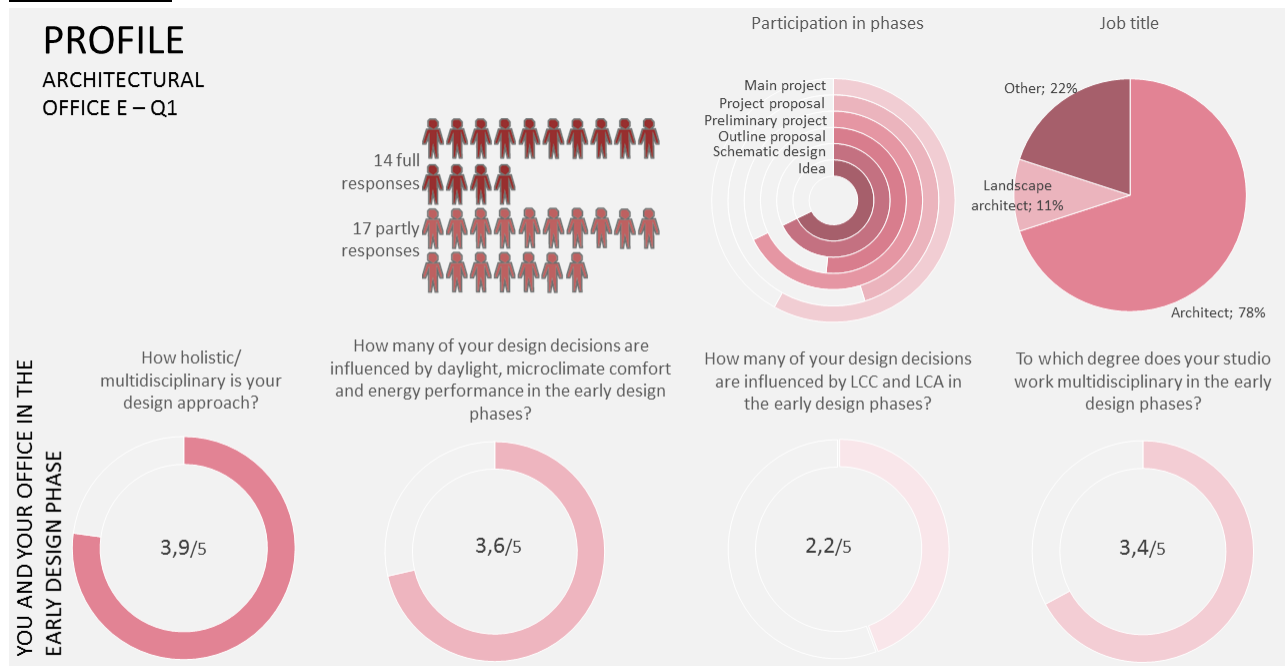 PROFILE
ARCHITECTURAL
OFFICE E – Q1
14 full
responses
17 partly
responses
Participation in phases
Main project
Project proposal
Preliminary project
Outline proposal
Schematic design
Idea
Job title
Other; 22%
Landscape
architect; 11%
Architect; 78%
YOU AND YOUR OFFICE IN THE
EARLY DESIGN PHASE
How holistic/
multidisciplinary is your
design approach?
3,9/5
How many of your design decisions are
influenced by daylight, microclimate comfort
and energy performance in the early design
phases?
3,6/5
How many of your design decisions
are influenced by LCC and LCA in
the early design phases?
2,2/5
To which degree does your studio
work multidisciplinary in the early
design phases?
3,4/5